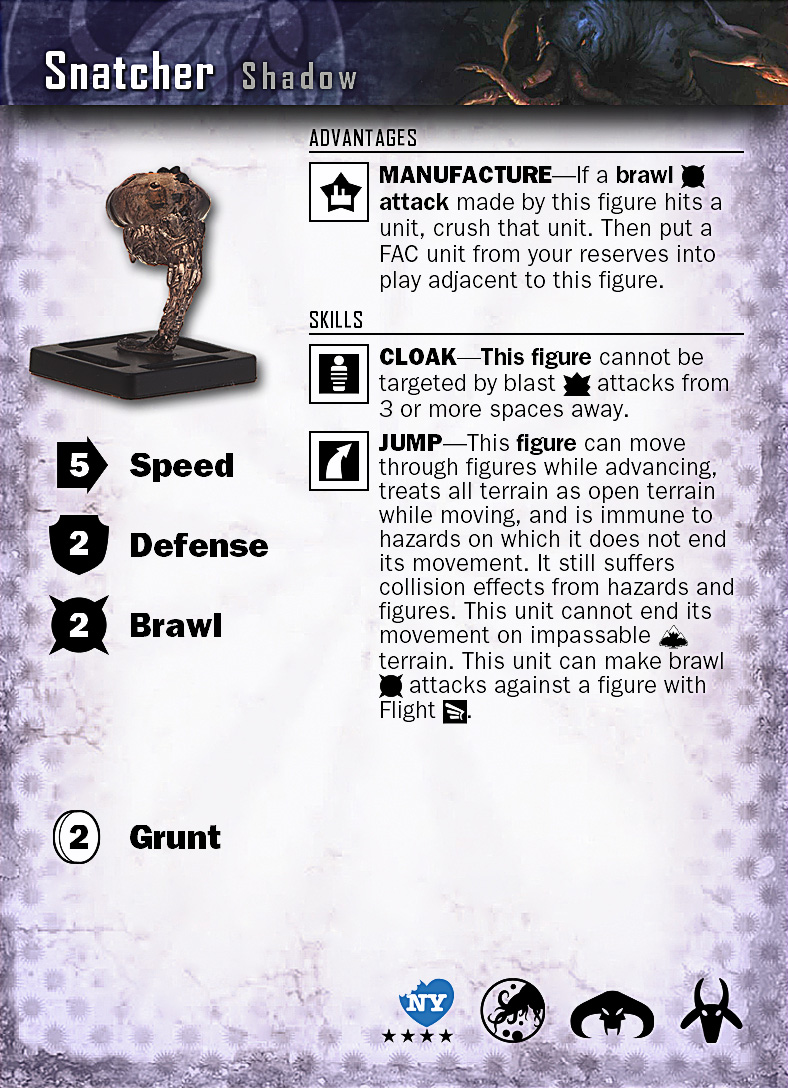 Snatcher Shadow
ADVANTAGES
MANUFACTURE—If a brawl
attack made by this figure hits a
unit, crush that unit. Then put a
FAC unit from your reserves into
play adjacent to this figure.
SKILLS
CLOAK—This figure cannot be
targeted by blast attacks from
3 or more spaces away.
JUMP—This figure can move
through figures while advancing,
treats all terrain as open terrain
while moving, and is immune to
hazards on which it does not end
its movement. It still suffers
collision effects from hazards and
figures. This unit cannot end its
movement on impassable
terrain. This unit can make brawl
attacks against a figure with
Flight .
5 Speed
2 Defense
2 Brawl
2 Grunt
NY